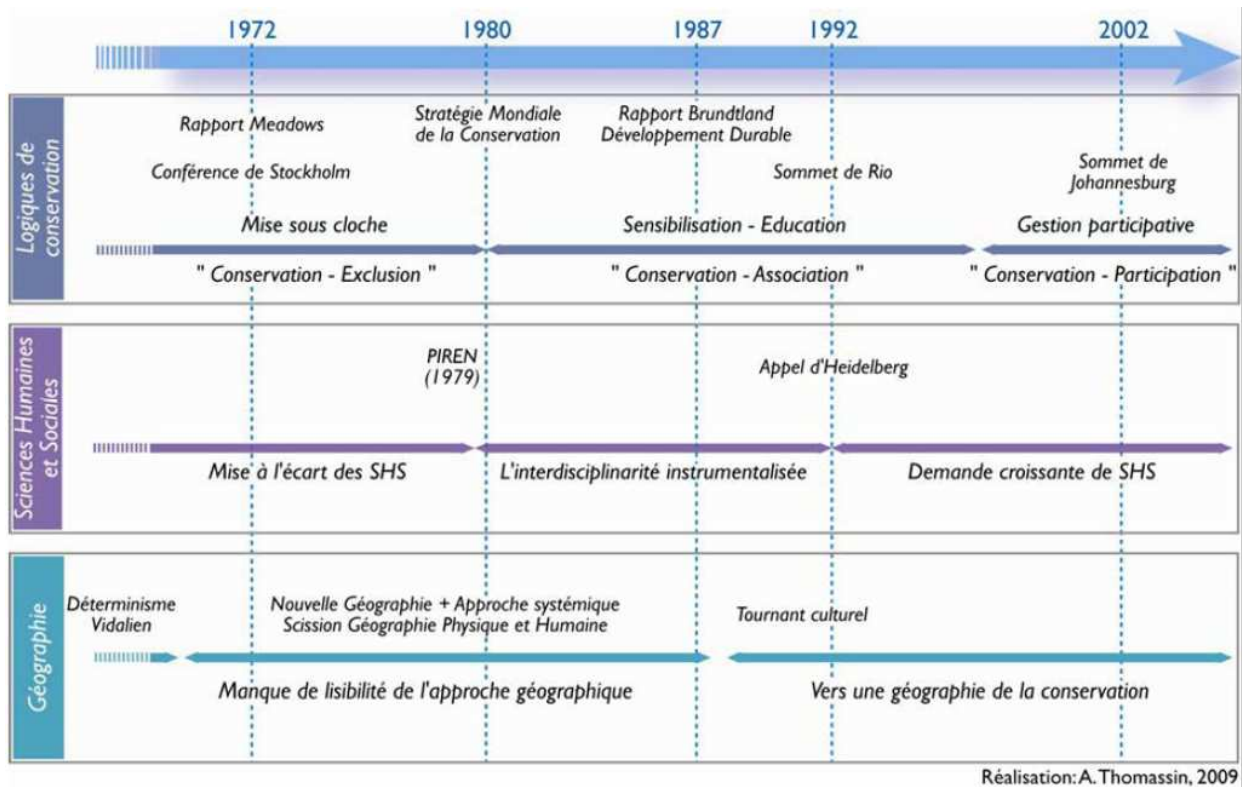 1972
1980
1987
1992
2002
Logiques de
conservation
Rapport Meadows
Conférence de Stockholm
Stratégie Mondiale
de la Conservation
Rapport Brundtland
Développement Durable
Sommet de Rio
Sommet de
Johannesburg
Mise sous cloche
Sensibilisation - Education
Gestion participative
" Conservation - Exclusion "
" Conservation - Association "
" Conservation - Participation "
Sciences Humaines
et Sociales
PIREN
(1979)
Appel d'Heidelberg
Mise à l'écart des SHS
L'interdisciplinarité instrumentalisée
Demande croissante de SHS
Géographie
Déterminisme
Vidalien
Nouvelle Géographie + Approche systémique
Scission Géographie Physique et Humaine
Tournant culturel
Manque de lisibilité de l'approche géographique
Vers une géographie de la conservation
Réalisation: A. Thomassin, 2009